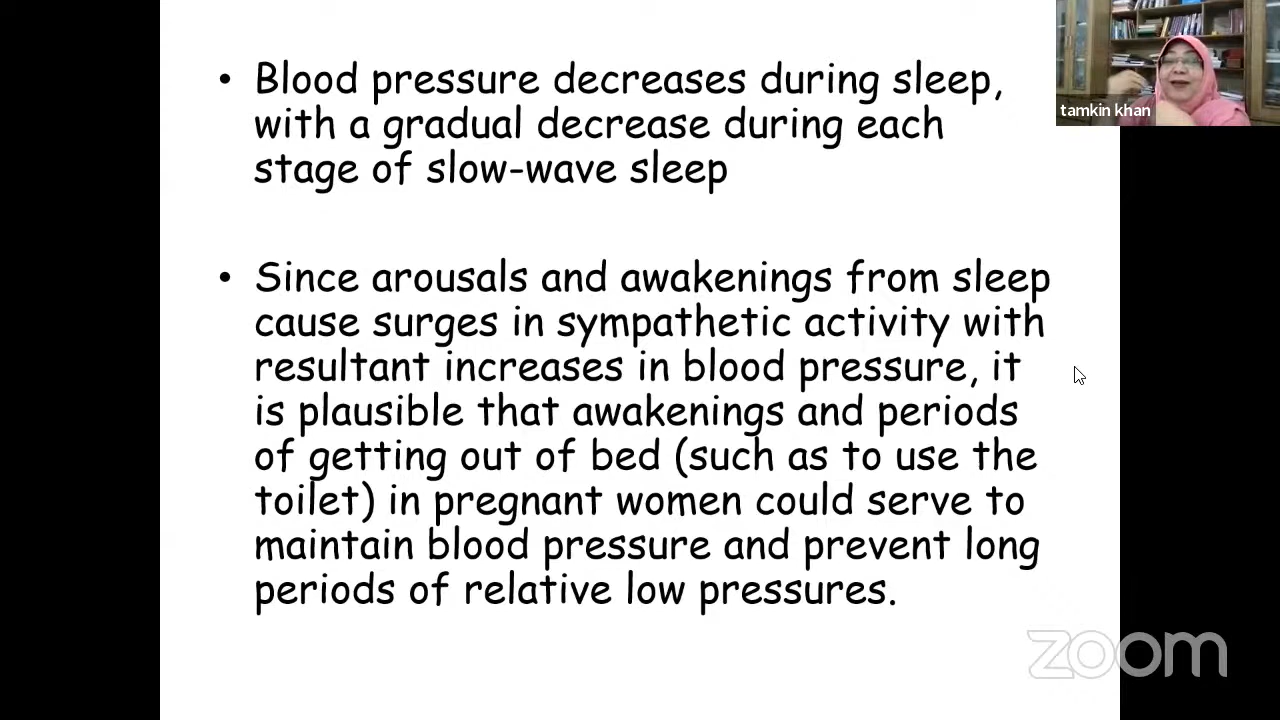 • Blood pressure decreases during sleep,
with a gradual decrease during each
stage of slow-wave sleep
• Since arousals and awakenings from sleep
cause surges in sympathetic activity with
resultant increases in blood pressure, it
is plausible that awakenings and periods
of getting out of bed (such as to use the
toilet) in pregnant women could serve to
maintain blood pressure and prevent long
periods of relative low pressures.
tamkin khan
zoom